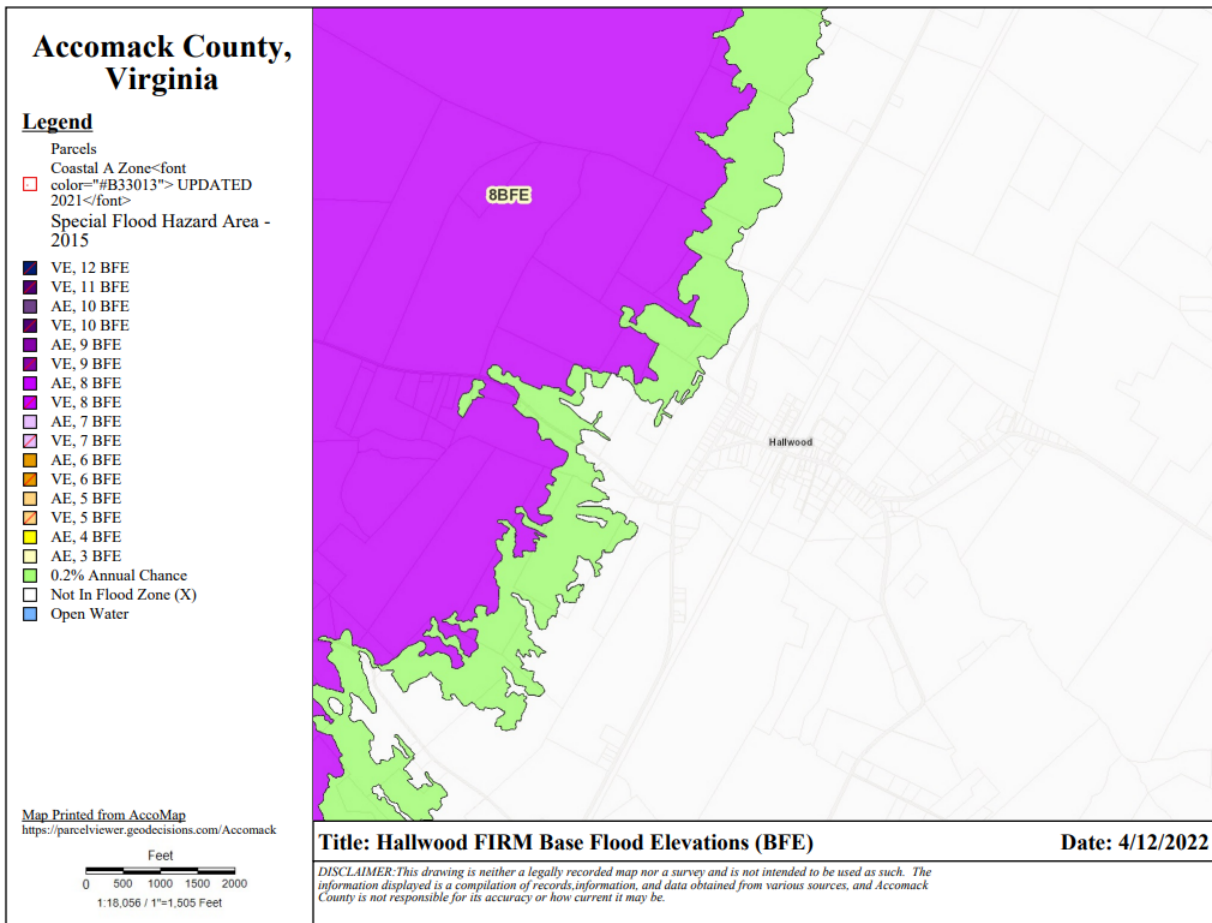 Accomack County,
Virginia
Legend
Parcels
Coastal A Zone<font
color="#B33013"> UPDATED
2021</font>
Special Flood Hazard Area -
2015
VE, 12 BFE
VE, 11 BFE
AE, 10 BFE
VE, 10 BFE
AE, 9 BFE
VE, 9 BFE
AE, 8 BFE
VE, 8 BFE
AE, 7 BFE
VE, 7 BFE
AE, 6 BFE
VE, 6 BFE
AE, 5 BFE
VE, 5 BFE
AE, 4 BFE
AE, 3 BFE
0.2% Annual Chance
Not In Flood Zone (X)
Open Water
Map Printed from AccoMap
https://parcelviewer.geodecisions.com/Accomack
Feet
0 500 1000 1500 2000
1:18,056 / 1"=1,505 Feet
8BFE
Hallwood
Title: Hallwood FIRM Base Flood Elevations (BFE) Date: 4/12/2022
DISCLAIMER:This drawing is neither a legally recorded map nor a survey and is not intended to be used as such. The
information displayed is a compilation of records,information, and data obtained from various sources, and Accomack
County is not responsible for its accuracy or how current it may be.